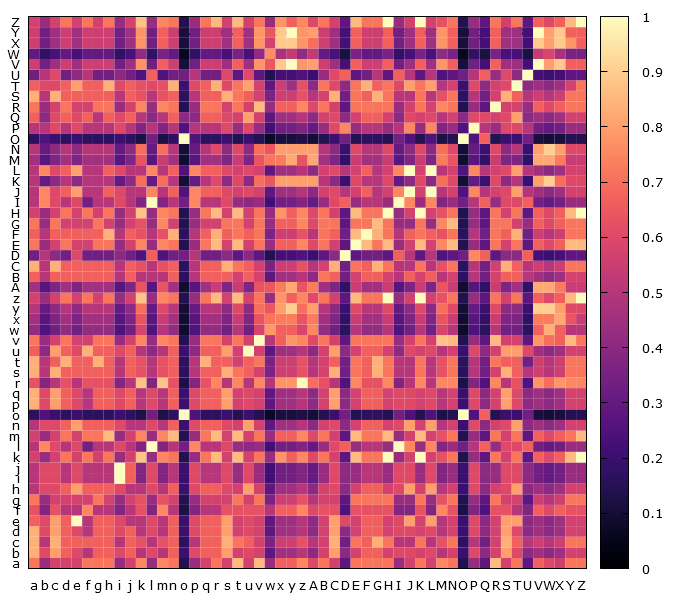 Z
Y
X
W
V
U
T
S
R
Q
P
O
N
M
L
K
J
I
H
G
F
E
D
C
B
A
z
y
x
w
v
u
t
s
r
q
p
o
n
m
l
k
j
i
h
g
f
e
d
c
b
a
a b c d e f g h i j k l m n o p q r s t u v w x y z A B C D E F G H I J K L M N O P Q R S T U V W X Y Z
1
0.9
0.8
0.7
0.6
0.5
0.4
0.3
0.2
0.1
0